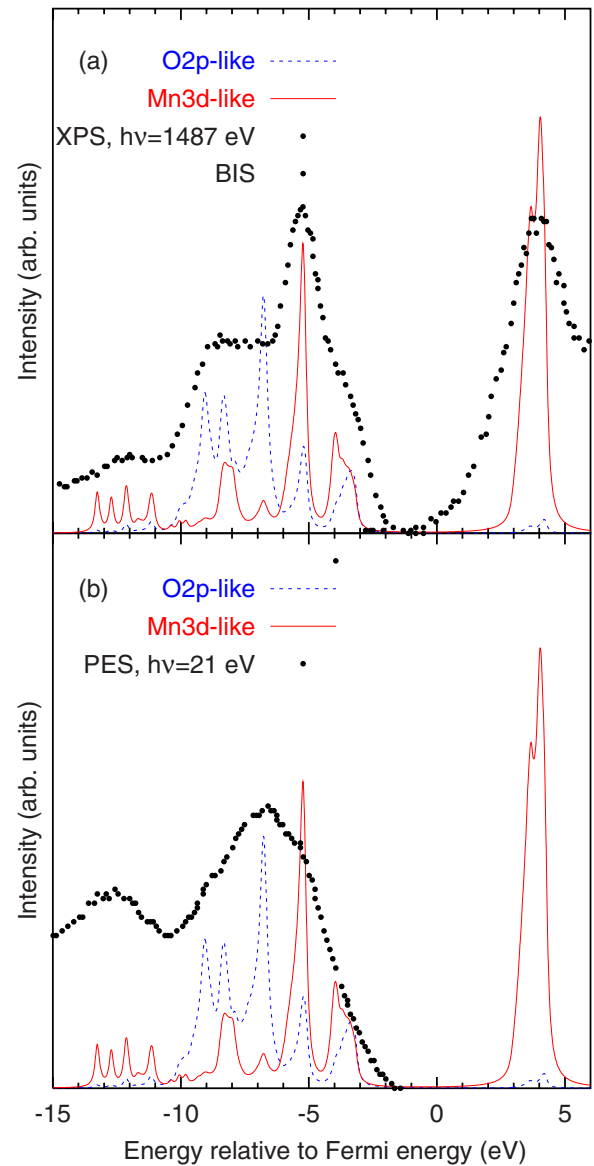 (a)
O2p-like
Mn3d-like
XPS, hν=1487 eV
BIS
Intensity (arb. units)
(b)
O2p-like
Mn3d-like
PES, hν=21 eV
Intensity (arb. units)
-15 -10 -5 0 5
Energy relative to Fermi energy (eV)